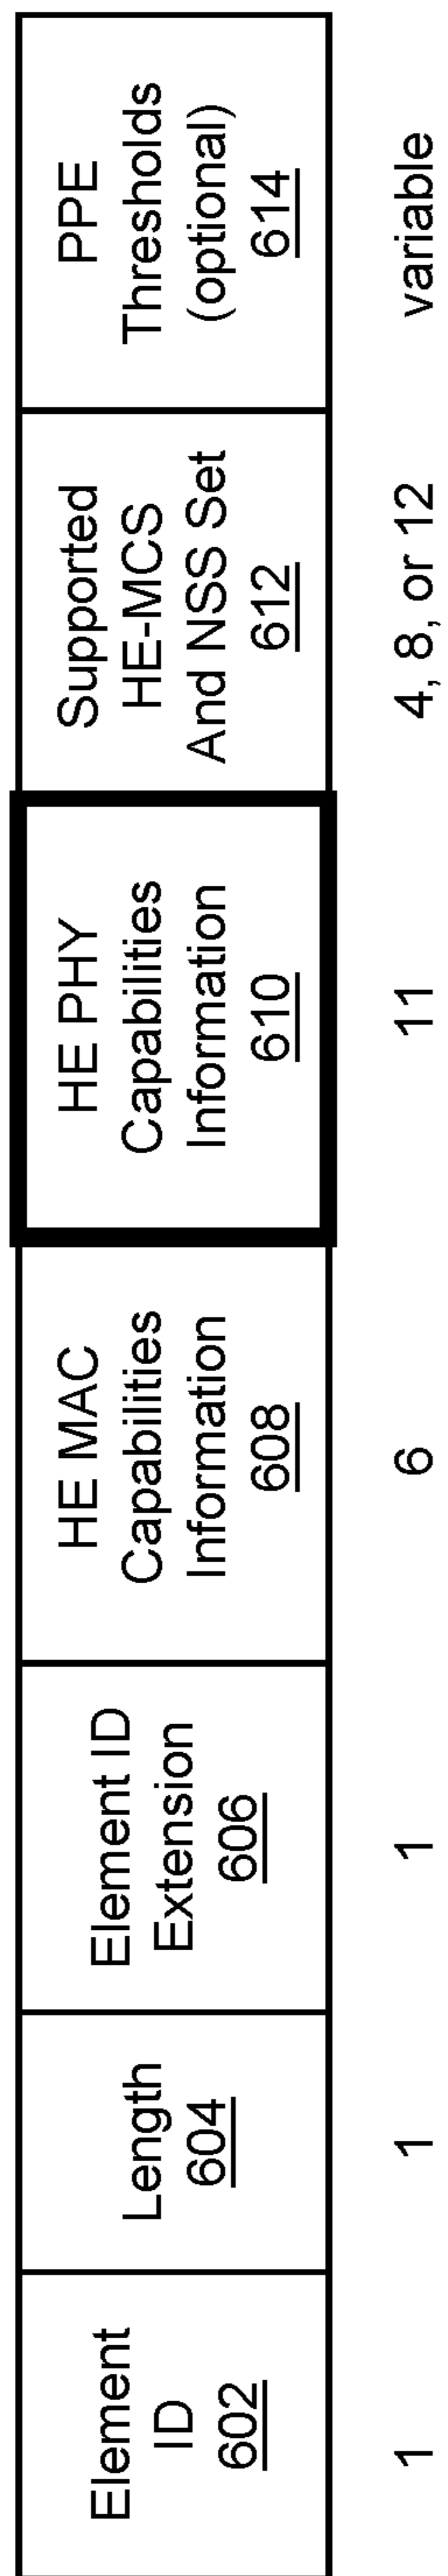 Element
ID
602
Length
604
Element ID
Extension
606
HE MAC
Capabilities
Information
608
HE PHY
Capabilities
Information
610
Supported
HE-MCS
And NSS Set
612
PPE
Thresholds
(optional)
614
1
1
1
6
11
4, 8, or 12
variable